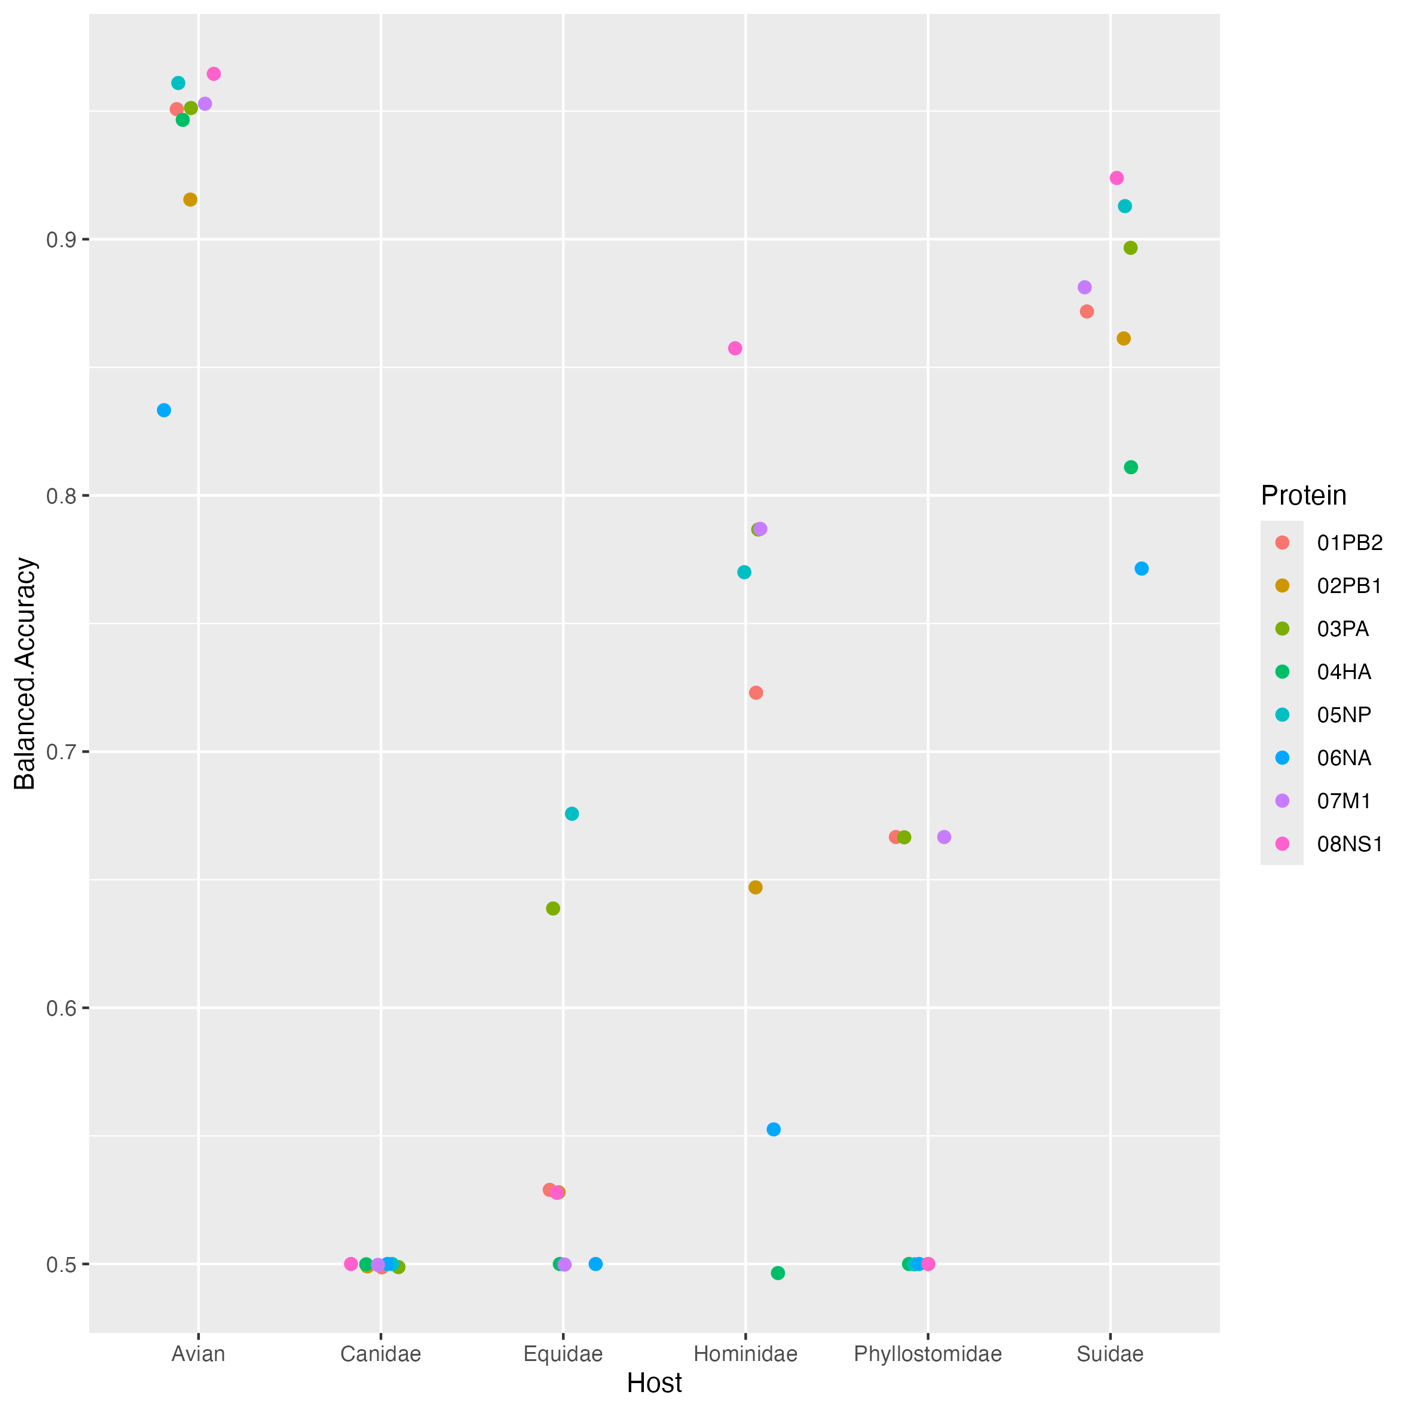 Balanced.Accuracy
0.9
0.8
0.7
0.6
0.5
Avian
Canidae
Equidae
Hominidae
Phyllostomidae
Suidae
Host
Protein
01PB2
02PB1
03PA
04HA
05NP
06NA
07M1
08NS1